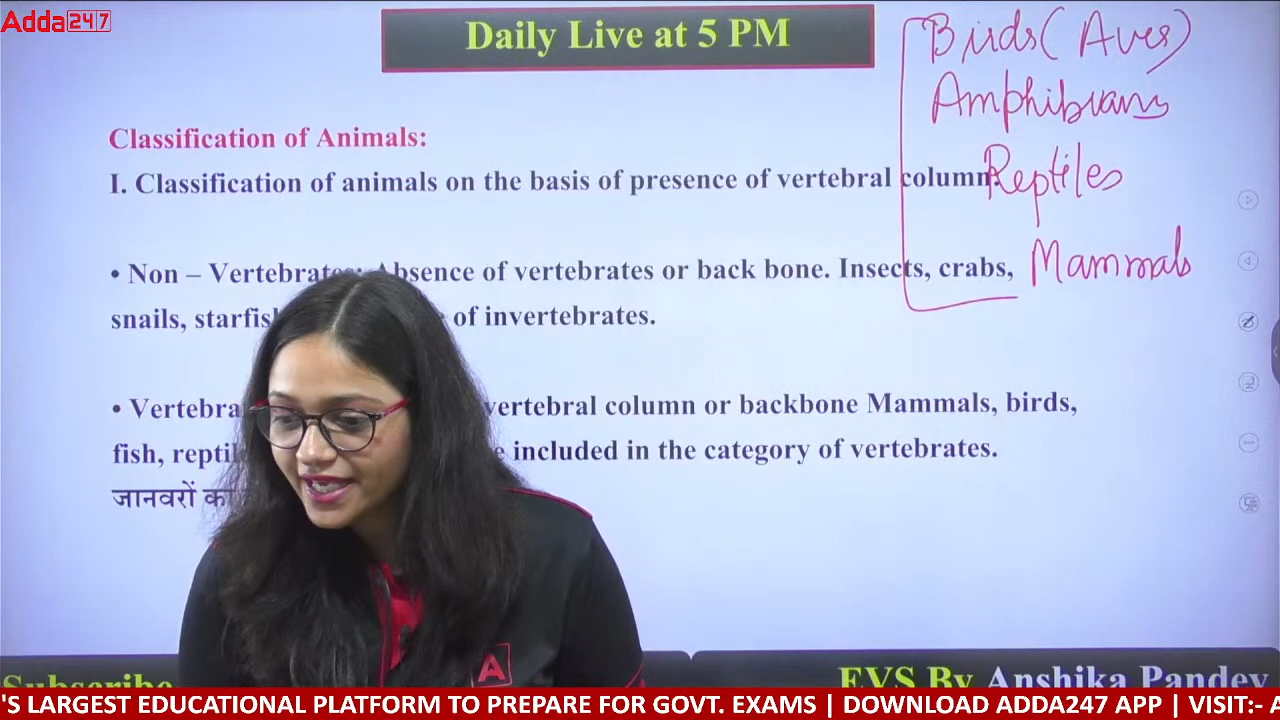 Adda247
Daily Live at 5 PM
Birds (Aves)
Amphibians
Reptiles
Mammals
Classification of Animals:
I. Classification of animals on the basis of presence of vertebral column.
• Non – Vertebrates: Absence of vertebrates or back bone. Insects, crabs,
snails, of invertebrates.
• vertebral column or backbone Mammals, birds,
fish, included in the category of vertebrates.
जानवरों
A
Subscribe
EVS By Anshika Pandey
'S LARGEST EDUCATIONAL PLATFORM TO PREPARE FOR GOVT. EXAMS | DOWNLOAD ADDA247 APP | VISIT:- A